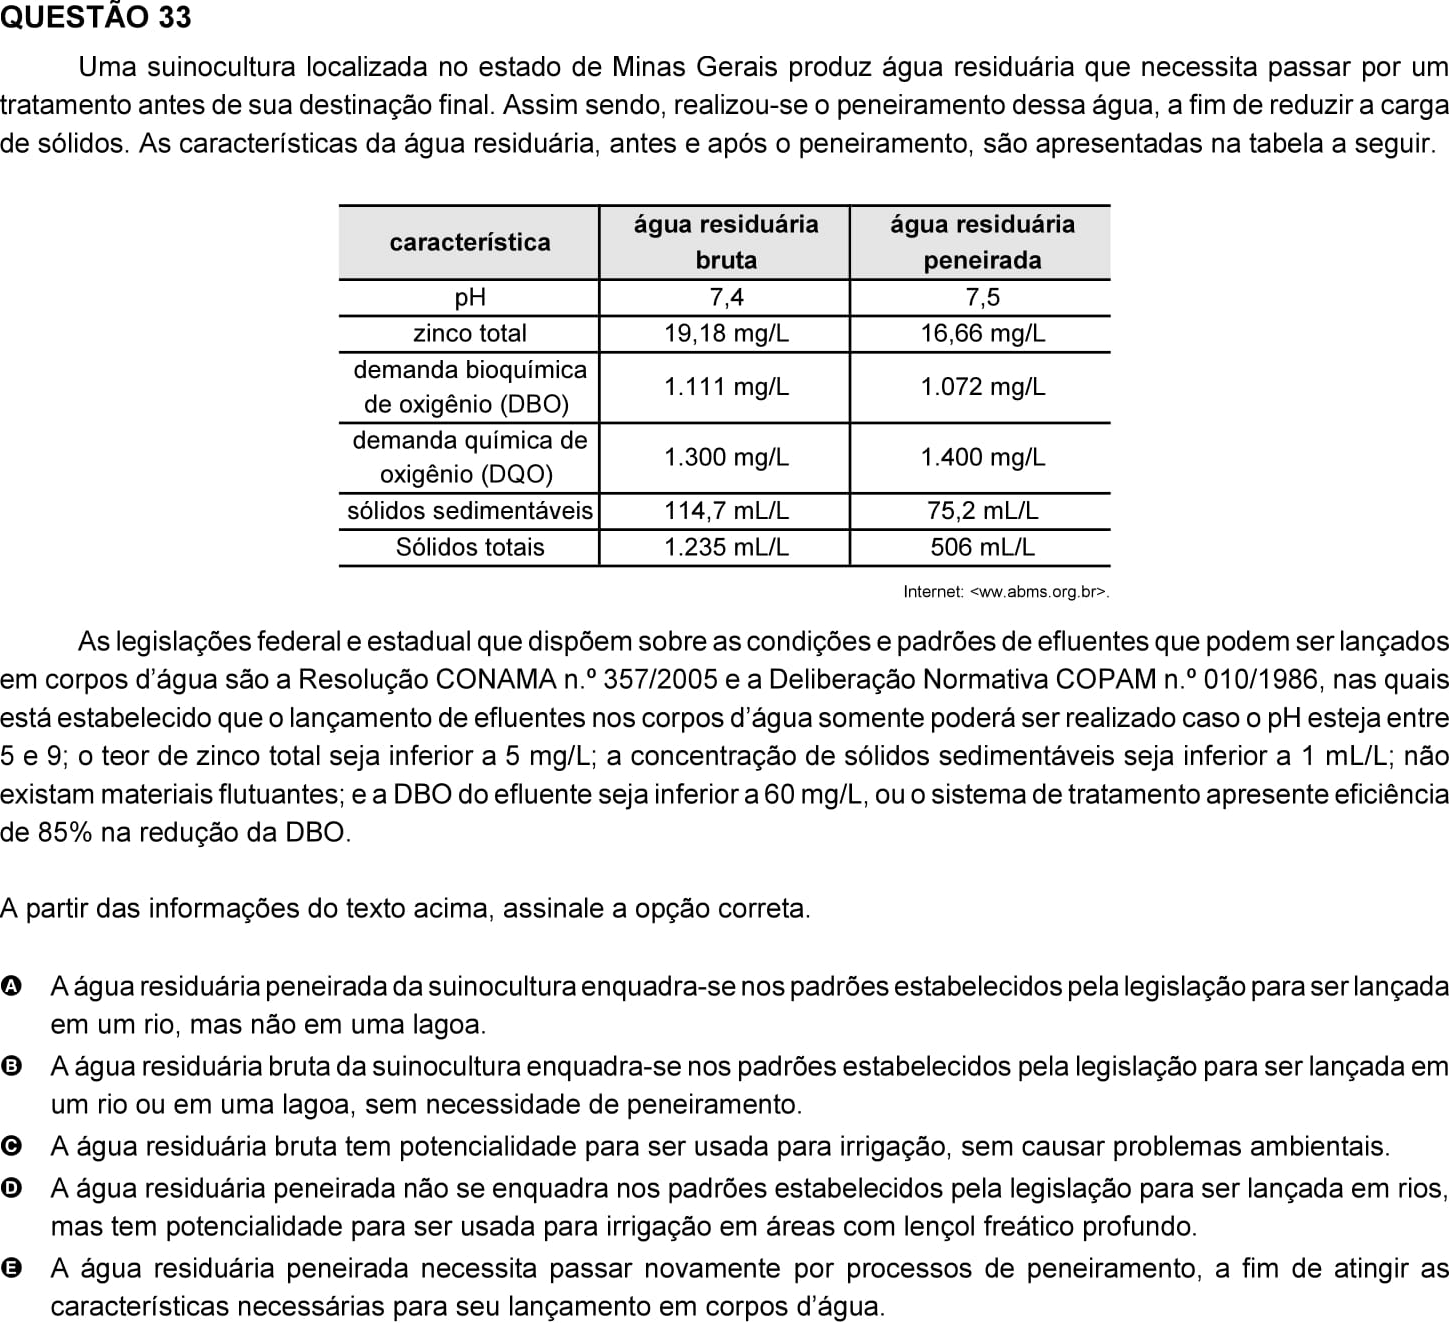 QUESTÃO 33
Uma suinocultura localizada no estado de Minas Gerais produz água residuária que necessita passar por um
tratamento antes de sua destinação final. Assim sendo, realizou-se o peneiramento dessa água, a fim de reduzir a carga
de sólidos. As características da água residuária, antes e após o peneiramento, são apresentadas na tabela a seguir.
característica
água residuária
bruta
água residuária
peneirada
pH 7,4 7,5
zinco total 19,18 mg/L 16,66 mg/L
demanda bioquímica
de oxigênio (DBO)
1.111 mg/L 1.072 mg/L
demanda química de
oxigênio (DQO)
1.300 mg/L 1.400 mg/L
sólidos sedimentáveis 114,7 mL/L 75,2 mL/L
Sólidos totais 1.235 mL/L 506 mL/L
Internet: <ww.abms.org.br>.
As legislações federal e estadual que dispõem sobre as condições e padrões de efluentes que podem ser lançados
em corpos d'água são a Resolução CONAMA n.º 357/2005 e a Deliberação Normativa COPAM n.º 010/1986, nas quais
está estabelecido que o lançamento de efluentes nos corpos d'água somente poderá ser realizado caso o pH esteja entre
5 e 9; o teor de zinco total seja inferior a 5 mg/L; a concentração de sólidos sedimentáveis seja inferior a 1 mL/L; não
existam materiais flutuantes; e a DBO do efluente seja inferior a 60 mg/L, ou o sistema de tratamento apresente eficiência
de 85% na redução da DBO.
A partir das informações do texto acima, assinale a opção correta.
A A água residuária peneirada da suinocultura enquadra-se nos padrões estabelecidos pela legislação para ser lançada
em um rio, mas não em uma lagoa.
B A água residuária bruta da suinocultura enquadra-se nos padrões estabelecidos pela legislação para ser lançada em
um rio ou em uma lagoa, sem necessidade de peneiramento.
C A água residuária bruta tem potencialidade para ser usada para irrigação, sem causar problemas ambientais.
D A água residuária peneirada não se enquadra nos padrões estabelecidos pela legislação para ser lançada em rios,
mas tem potencialidade para ser usada para irrigação em áreas com lençol freático profundo.
E A água residuária peneirada necessita passar novamente por processos de peneiramento, a fim de atingir as
características necessárias para seu lançamento em corpos d'água.